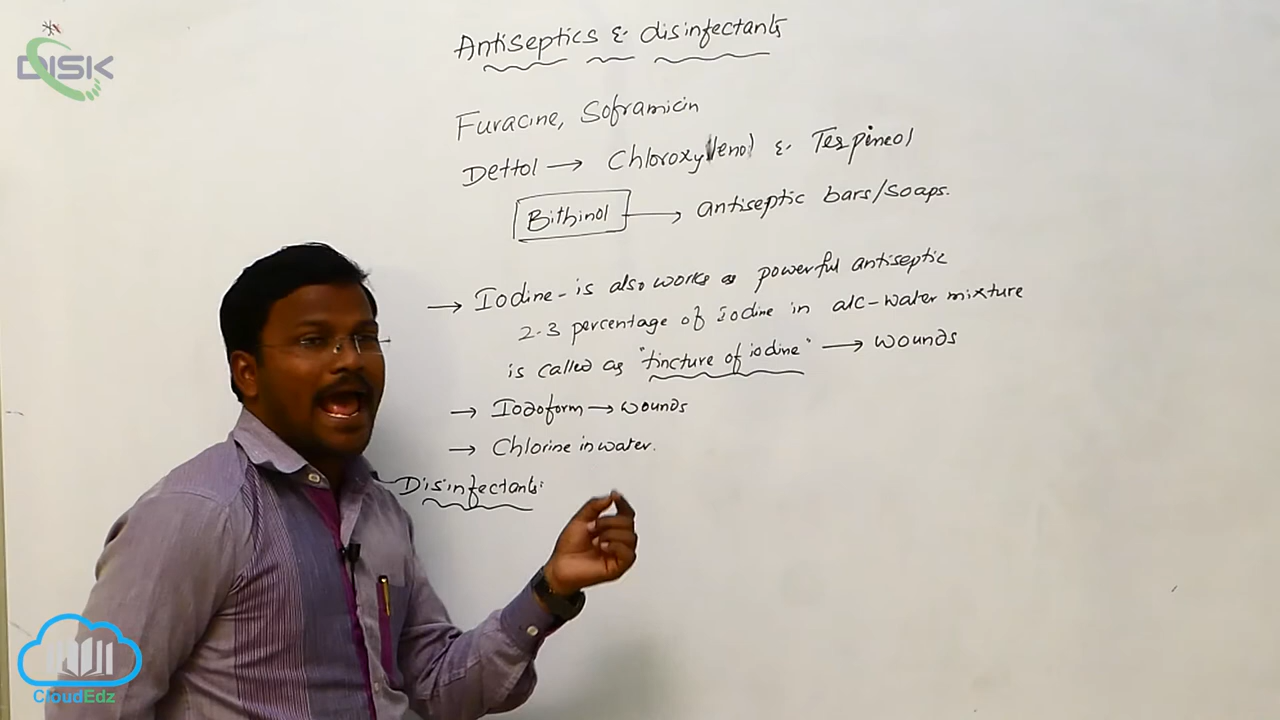 DISK
Antiseptics & disinfectants
Furacine, Soframicin
Dettol → Chloroxylenol & Terpineol
Bithinol → antiseptic bars/soaps.
→ Iodine - is also works as powerful antiseptic
2-3 percentage of Iodine in alc-water mixture
is called as "tincture of iodine" → wounds
→ Iodoform → wounds
→ Chlorine in water.
Disinfectants:
CloudEdz